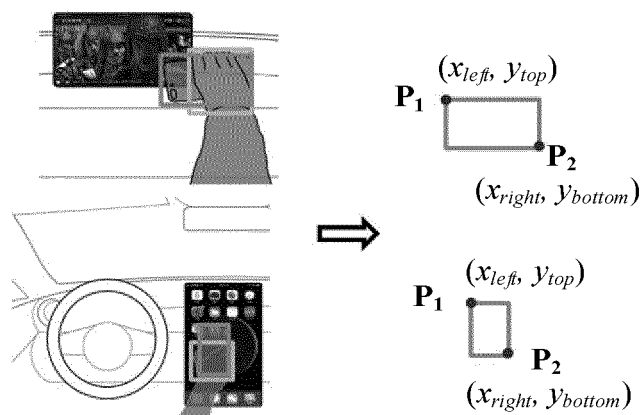 (x_left, y_top)
P₁
P₂
(x_right, y_bottom)
(x_left, y_top)
P₁
P₂
(x_right, y_bottom)